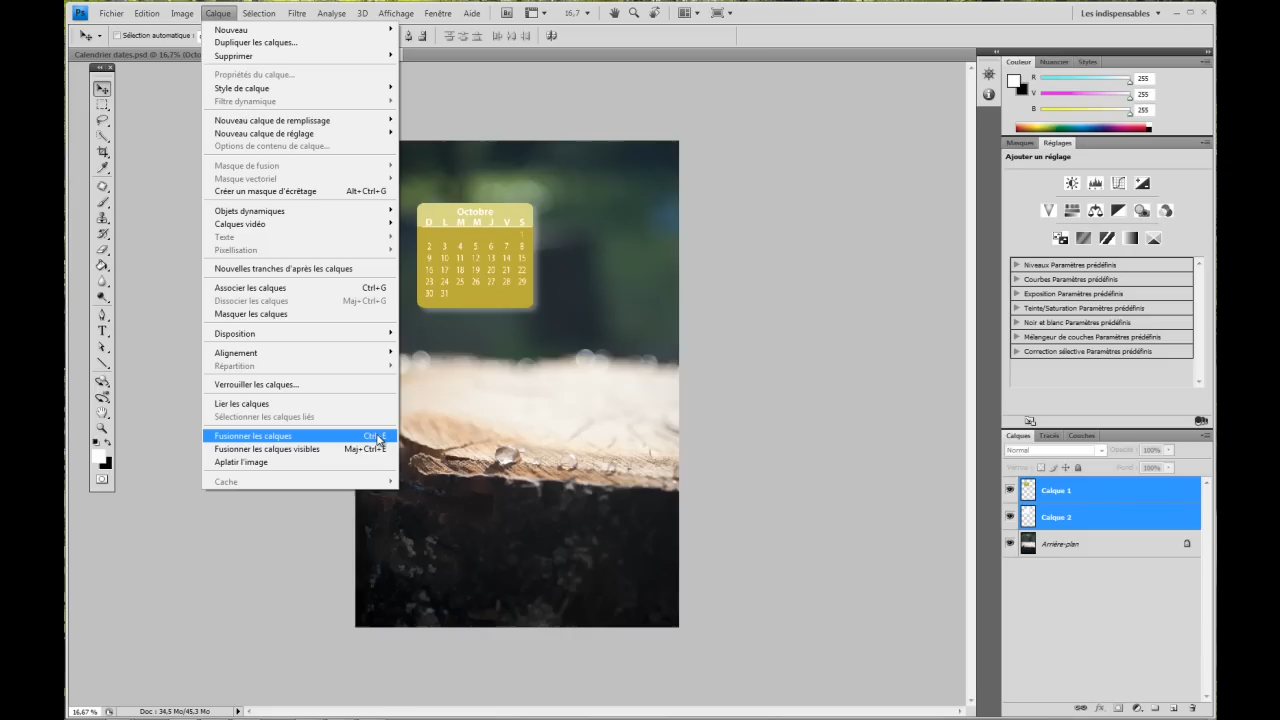 Ps Fichier Edition Image Calque Sélection Filtre Analyse 3D Affichage Fenêtre Aide Br 16,7 Les indispensables
Sélection automatique :
Calendrier dates.psd @ 16,7% (Octo
Nouveau
Dupliquer les calques...
Supprimer
Propriétés du calque...
Style de calque
Filtre dynamique
Nouveau calque de remplissage
Nouveau calque de réglage
Options de contenu de calque...
Masque de fusion
Masque vectoriel
Créer un masque d'écrêtage Alt+Ctrl+G
Objets dynamiques
Calques vidéo
Texte
Pixellisation
Nouvelles tranches d'après les calques
Associer les calques Ctrl+G
Dissocier les calques Maj+Ctrl+G
Masquer les calques
Disposition
Alignement
Répartition
Verrouiller les calques...
Lier les calques
Sélectionner les calques liés
Fusionner les calques Ctrl+E
Fusionner les calques visibles Maj+Ctrl+E
Aplatir l'image
Cache
Octobre
D L M M J V S
1
2 3 4 5 6 7 8
9 10 11 12 13 14 15
16 17 18 19 20 21 22
23 24 25 26 27 28 29
30 31
Couleur Nuancier Styles
R 255
V 255
B 255
Masques Réglages
Ajouter un réglage
Niveaux Paramètres prédéfinis
Courbes Paramètres prédéfinis
Exposition Paramètres prédéfinis
Teinte/Saturation Paramètres prédéfinis
Noir et blanc Paramètres prédéfinis
Mélangeur de couches Paramètres prédéfinis
Correction sélective Paramètres prédéfinis
Calques Tracés Couches
Normal Opacité : 100%
Verrou : Fond : 100%
Calque 1
Calque 2
Arrière-plan
16,67 % Doc : 34,5 Mo/45,3 Mo